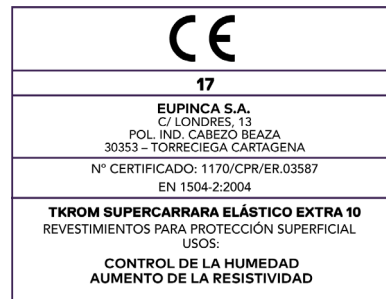 CE
17
EUPINCA S.A.
C/ LONDRES, 13
POL. IND. CABEZO BEAZA
30353 – TORRECIEGA CARTAGENA
Nº CERTIFICADO: 1170/CPR/ER.03587
EN 1504-2:2004
TKROM SUPERCARRARA ELÁSTICO EXTRA 10
REVESTIMIENTOS PARA PROTECCIÓN SUPERFICIAL
USOS:
CONTROL DE LA HUMEDAD
AUMENTO DE LA RESISTIVIDAD